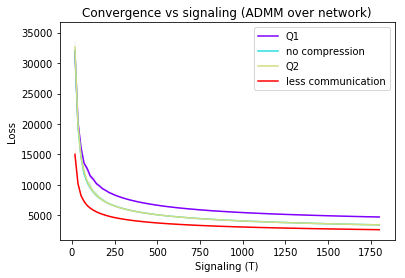 Convergence vs signaling (ADMM over network)
Q1
no compression
Q2
less communication
35000
30000
25000
20000
15000
10000
5000
Loss
0
250
500
750
1000
1250
1500
1750
Signaling (T)